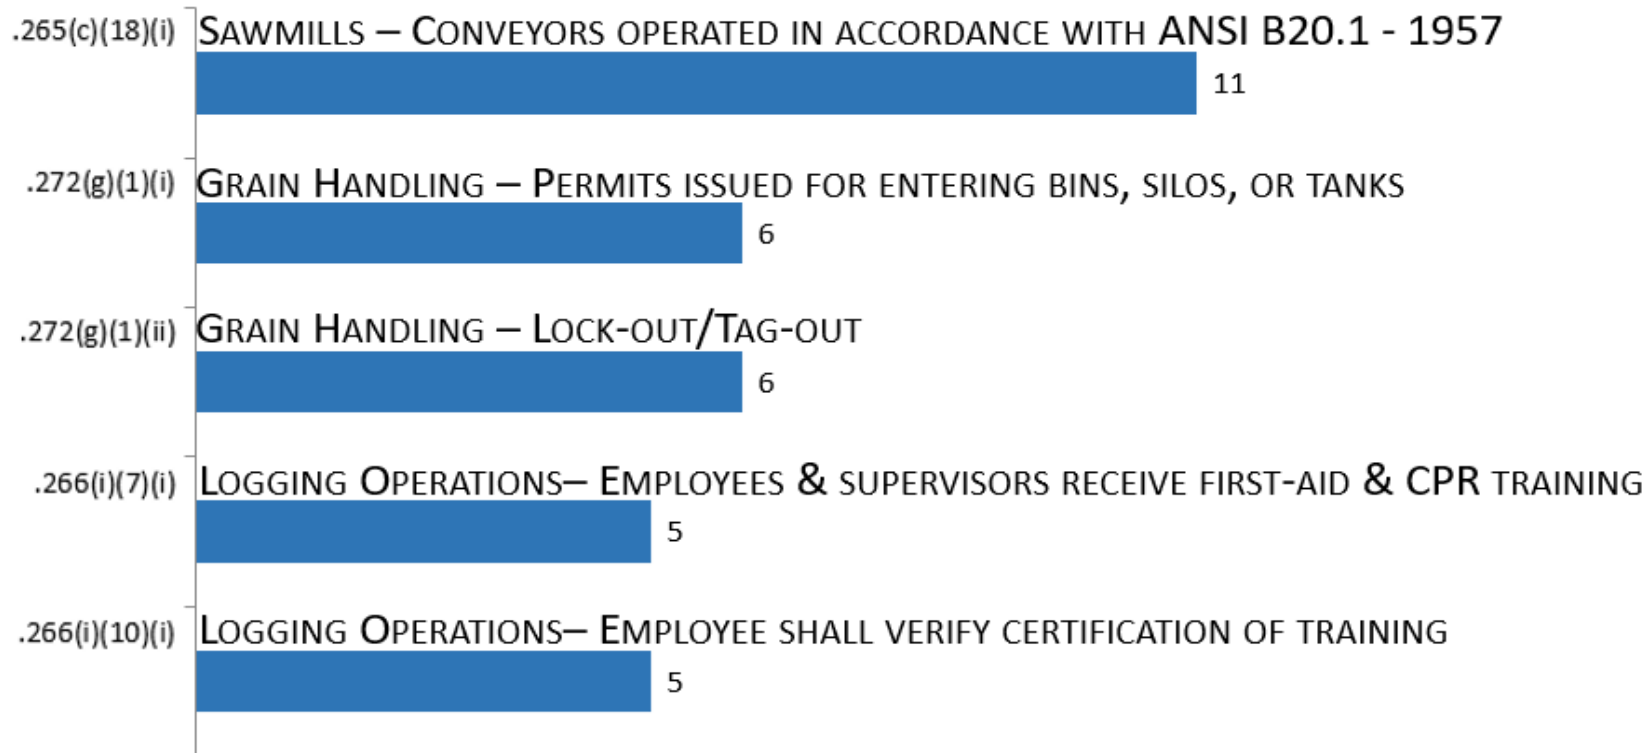 .265(c)(18)(i) Sawmills – Conveyors operated in accordance with ANSI B20.1 - 1957
11
.272(g)(1)(i) Grain Handling – Permits issued for entering bins, silos, or tanks
6
.272(g)(1)(ii) Grain Handling – Lock-out/Tag-out
6
.266(i)(7)(i) Logging Operations– Employees & supervisors receive first-aid & CPR training
5
.266(i)(10)(i) Logging Operations– Employee shall verify certification of training
5